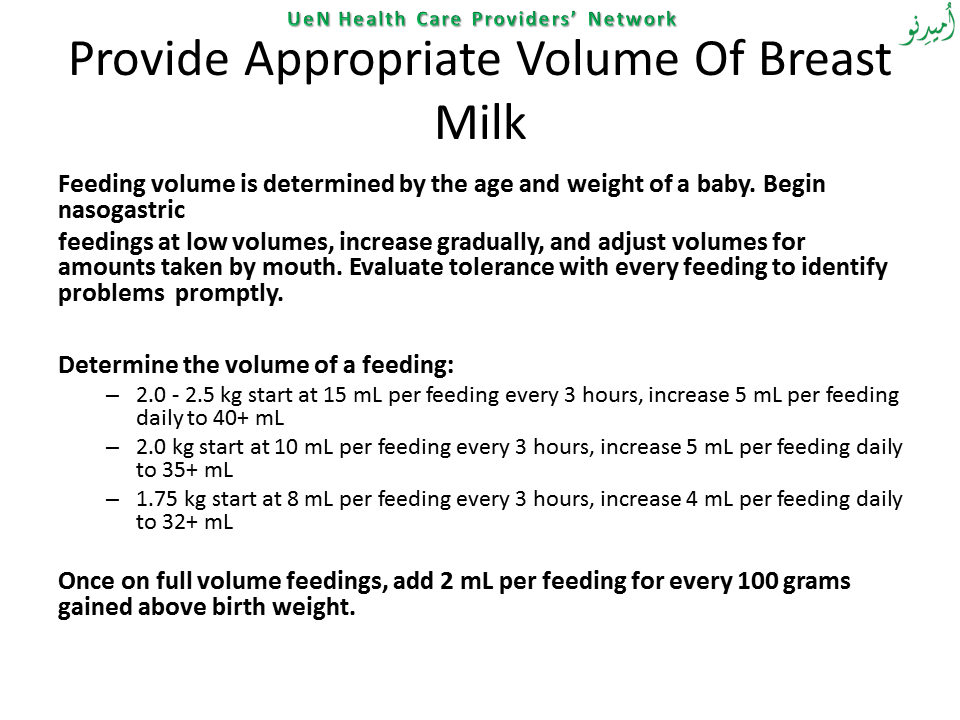 UeN Health Care Providers’ Network
أميدنو
Provide Appropriate Volume Of Breast
Milk
Feeding volume is determined by the age and weight of a baby. Begin
nasogastric
feedings at low volumes, increase gradually, and adjust volumes for
amounts taken by mouth. Evaluate tolerance with every feeding to identify
problems promptly.
Determine the volume of a feeding:
– 2.0 - 2.5 kg start at 15 mL per feeding every 3 hours, increase 5 mL per feeding
daily to 40+ mL
– 2.0 kg start at 10 mL per feeding every 3 hours, increase 5 mL per feeding daily
to 35+ mL
– 1.75 kg start at 8 mL per feeding every 3 hours, increase 4 mL per feeding daily
to 32+ mL
Once on full volume feedings, add 2 mL per feeding for every 100 grams
gained above birth weight.